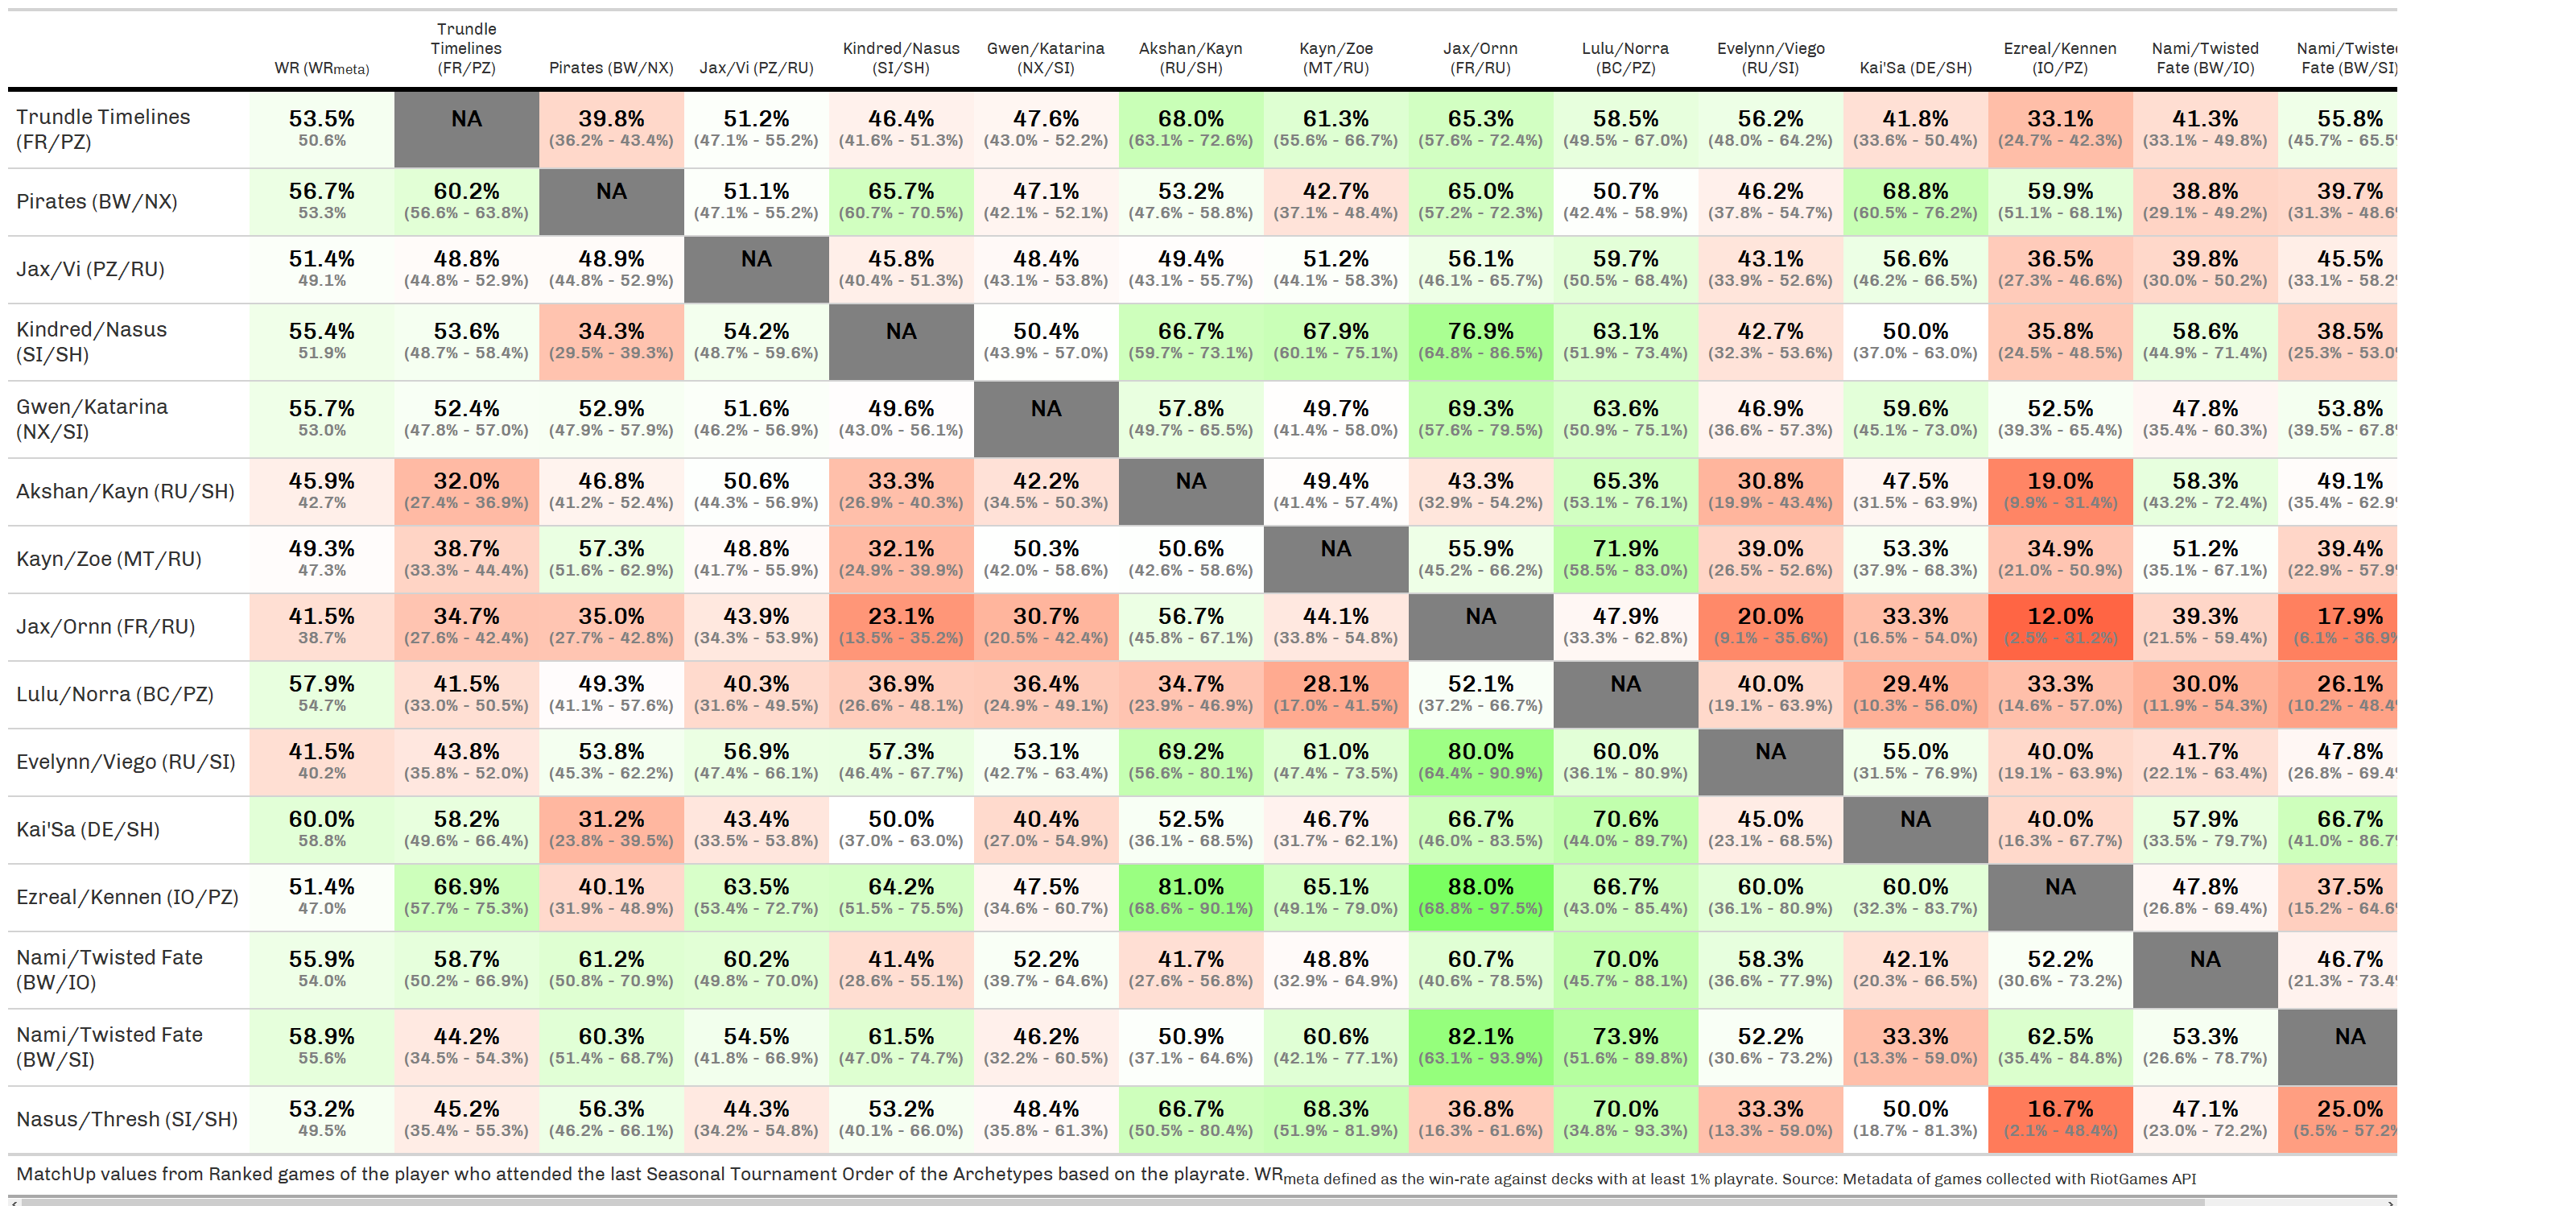 WR (WRmeta) Trundle Timelines (FR/PZ) Pirates (BW/NX) Jax/Vi (PZ/RU) Kindred/Nasus (SI/SH) Gwen/Katarina (NX/SI) Akshan/Kayn (RU/SH) Kayn/Zoe (MT/RU) Jax/Ornn (FR/RU) Lulu/Norra (BC/PZ) Evelynn/Viego (RU/SI) Kai'Sa (DE/SH) Ezreal/Kennen (IO/PZ) Nami/Twisted Fate (BW/IO) Nami/Twiste Fate (BW/SI)
Trundle Timelines (FR/PZ) 53.5% NA 39.8% 51.2% 46.4% 47.6% 68.0% 61.3% 65.3% 58.5% 56.2% 41.8% 33.1% 41.3% 55.8%
50.6% (36.2% - 43.4%) (47.1% - 55.2%) (41.6% - 51.3%) (43.0% - 52.2%) (63.1% - 72.6%) (55.6% - 66.7%) (57.6% - 72.4%) (49.5% - 67.0%) (48.0% - 64.2%) (33.6% - 50.4%) (24.7% - 42.3%) (33.1% - 49.8%) (45.7% - 65.5%
Pirates (BW/NX) 56.7% 60.2% NA 51.1% 65.7% 47.1% 53.2% 42.7% 65.0% 50.7% 46.2% 68.8% 59.9% 38.8% 39.7%
53.3% (56.6% - 63.8%) (47.1% - 55.2%) (60.7% - 70.5%) (42.1% - 52.1%) (47.6% - 58.8%) (37.1% - 48.4%) (57.2% - 72.3%) (42.4% - 58.9%) (37.8% - 54.7%) (60.5% - 76.2%) (51.1% - 68.1%) (29.1% - 49.2%) (31.3% - 48.6%
Jax/Vi (PZ/RU) 51.4% 48.8% 48.9% NA 45.8% 48.4% 49.4% 51.2% 56.1% 59.7% 43.1% 56.6% 36.5% 39.8% 45.5%
49.1% (44.8% - 52.9%) (44.8% - 52.9%) (40.4% - 51.3%) (43.1% - 53.8%) (43.1% - 55.7%) (44.1% - 58.3%) (46.1% - 65.7%) (50.5% - 68.4%) (33.9% - 52.6%) (46.2% - 66.5%) (27.3% - 46.6%) (30.0% - 50.2%) (33.1% - 58.2%
Kindred/Nasus (SI/SH) 55.4% 53.6% 34.3% 54.2% NA 50.4% 66.7% 67.9% 76.9% 63.1% 42.7% 50.0% 35.8% 58.6% 38.5%
51.9% (48.7% - 58.4%) (29.5% - 39.3%) (48.7% - 59.6%) (43.9% - 57.0%) (59.7% - 73.1%) (60.1% - 75.1%) (64.8% - 86.5%) (51.9% - 73.4%) (32.3% - 53.6%) (37.0% - 63.0%) (24.5% - 48.5%) (44.9% - 71.4%) (25.3% - 53.0%
Gwen/Katarina (NX/SI) 55.7% 52.4% 52.9% 51.6% 49.6% NA 57.8% 49.7% 69.3% 63.6% 46.9% 59.6% 52.5% 47.8% 53.8%
53.0% (47.8% - 57.0%) (47.9% - 57.9%) (46.2% - 56.9%) (43.0% - 56.1%) (49.7% - 65.5%) (41.4% - 58.0%) (57.6% - 79.5%) (50.9% - 75.1%) (36.6% - 57.3%) (45.1% - 73.0%) (39.3% - 65.4%) (35.4% - 60.3%) (39.5% - 67.8%
Akshan/Kayn (RU/SH) 45.9% 32.0% 46.8% 50.6% 33.3% 42.2% NA 49.4% 43.3% 65.3% 30.8% 47.5% 19.0% 58.3% 49.1%
42.7% (27.4% - 36.9%) (41.2% - 52.4%) (44.3% - 56.9%) (26.9% - 40.3%) (34.5% - 50.3%) (41.4% - 57.4%) (32.9% - 54.2%) (53.1% - 76.1%) (19.9% - 43.4%) (31.5% - 63.9%) (9.9% - 31.4%) (43.2% - 72.4%) (35.4% - 62.9%
Kayn/Zoe (MT/RU) 49.3% 38.7% 57.3% 48.8% 32.1% 50.3% 50.6% NA 55.9% 71.9% 39.0% 53.3% 34.9% 51.2% 39.4%
47.3% (33.3% - 44.4%) (51.6% - 62.9%) (41.7% - 55.9%) (24.9% - 39.9%) (42.0% - 58.6%) (42.6% - 58.6%) (45.2% - 66.2%) (58.5% - 83.0%) (26.5% - 52.6%) (37.9% - 68.3%) (21.0% - 50.9%) (35.1% - 67.1%) (22.9% - 57.9%
Jax/Ornn (FR/RU) 41.5% 34.7% 35.0% 43.9% 23.1% 30.7% 56.7% 44.1% NA 47.9% 20.0% 33.3% 12.0% 39.3% 17.9%
38.7% (27.6% - 42.4%) (27.7% - 42.8%) (34.3% - 53.9%) (13.5% - 35.2%) (20.5% - 42.4%) (45.8% - 67.1%) (33.8% - 54.8%) (33.3% - 62.8%) (9.1% - 35.6%) (16.5% - 54.0%) (2.5% - 31.2%) (21.5% - 59.4%) (6.1% - 36.9%
Lulu/Norra (BC/PZ) 57.9% 41.5% 49.3% 40.3% 36.9% 36.4% 34.7% 28.1% 52.1% NA 40.0% 29.4% 33.3% 30.0% 26.1%
54.7% (33.0% - 50.5%) (41.1% - 57.6%) (31.6% - 49.5%) (26.6% - 48.1%) (24.9% - 49.1%) (23.9% - 46.9%) (17.0% - 41.5%) (37.2% - 66.7%) (19.1% - 63.9%) (10.3% - 56.0%) (14.6% - 57.0%) (11.9% - 54.3%) (10.2% - 48.4%
Evelynn/Viego (RU/SI) 41.5% 43.8% 53.8% 56.9% 57.3% 53.1% 69.2% 61.0% 80.0% 60.0% NA 55.0% 40.0% 41.7% 47.8%
40.2% (35.8% - 52.0%) (45.3% - 62.2%) (47.4% - 66.1%) (46.4% - 67.7%) (42.7% - 63.4%) (56.6% - 80.1%) (47.4% - 73.5%) (64.4% - 90.9%) (36.1% - 80.9%) (31.5% - 76.9%) (19.1% - 63.9%) (22.1% - 63.4%) (26.8% - 69.4%
Kai'Sa (DE/SH) 60.0% 58.2% 31.2% 43.4% 50.0% 40.4% 52.5% 46.7% 66.7% 70.6% 45.0% NA 40.0% 57.9% 66.7%
58.8% (49.6% - 66.4%) (23.8% - 39.5%) (33.5% - 53.8%) (37.0% - 63.0%) (27.0% - 54.9%) (36.1% - 68.5%) (31.7% - 62.1%) (46.0% - 83.5%) (44.0% - 89.7%) (23.1% - 68.5%) (16.3% - 67.7%) (33.5% - 79.7%) (41.0% - 86.7%
Ezreal/Kennen (IO/PZ) 51.4% 66.9% 40.1% 63.5% 64.2% 47.5% 81.0% 65.1% 88.0% 66.7% 60.0% 60.0% NA 47.8% 37.5%
47.0% (57.7% - 75.3%) (31.9% - 48.9%) (53.4% - 72.7%) (51.5% - 75.5%) (34.6% - 60.7%) (68.6% - 90.1%) (49.1% - 79.0%) (68.8% - 97.5%) (43.0% - 85.4%) (36.1% - 80.9%) (32.3% - 83.7%) (26.8% - 69.4%) (15.2% - 64.6%
Nami/Twisted Fate (BW/IO) 55.9% 58.7% 61.2% 60.2% 41.4% 52.2% 41.7% 48.8% 60.7% 70.0% 58.3% 42.1% 52.2% NA 46.7%
54.0% (50.2% - 66.9%) (50.8% - 70.9%) (49.8% - 70.0%) (28.6% - 55.1%) (39.7% - 64.6%) (27.6% - 56.8%) (32.9% - 64.9%) (40.6% - 78.5%) (45.7% - 88.1%) (36.6% - 77.9%) (20.3% - 66.5%) (30.6% - 73.2%) (21.3% - 73.4%
Nami/Twisted Fate (BW/SI) 58.9% 44.2% 60.3% 54.5% 61.5% 46.2% 50.9% 60.6% 82.1% 73.9% 52.2% 33.3% 62.5% 53.3% NA
55.6% (34.5% - 54.3%) (51.4% - 68.7%) (41.8% - 66.9%) (47.0% - 74.7%) (32.2% - 60.5%) (37.1% - 64.6%) (42.1% - 77.1%) (63.1% - 93.9%) (51.6% - 89.8%) (30.6% - 73.2%) (13.3% - 59.0%) (35.4% - 84.8%) (26.6% - 78.7%)
Nasus/Thresh (SI/SH) 53.2% 45.2% 56.3% 44.3% 53.2% 48.4% 66.7% 68.3% 36.8% 70.0% 33.3% 50.0% 16.7% 47.1% 25.0%
49.5% (35.4% - 55.3%) (46.2% - 66.1%) (34.2% - 54.8%) (40.1% - 66.0%) (35.8% - 61.3%) (50.5% - 80.4%) (51.9% - 81.9%) (16.3% - 61.6%) (34.8% - 93.3%) (13.3% - 59.0%) (18.7% - 81.3%) (2.1% - 48.4%) (23.0% - 72.2%) (5.5% - 57.2%
MatchUp values from Ranked games of the player who attended the last Seasonal Tournament Order of the Archetypes based on the playrate. WRmeta defined as the win-rate against decks with at least 1% playrate. Source: Metadata of games collected with RiotGames API